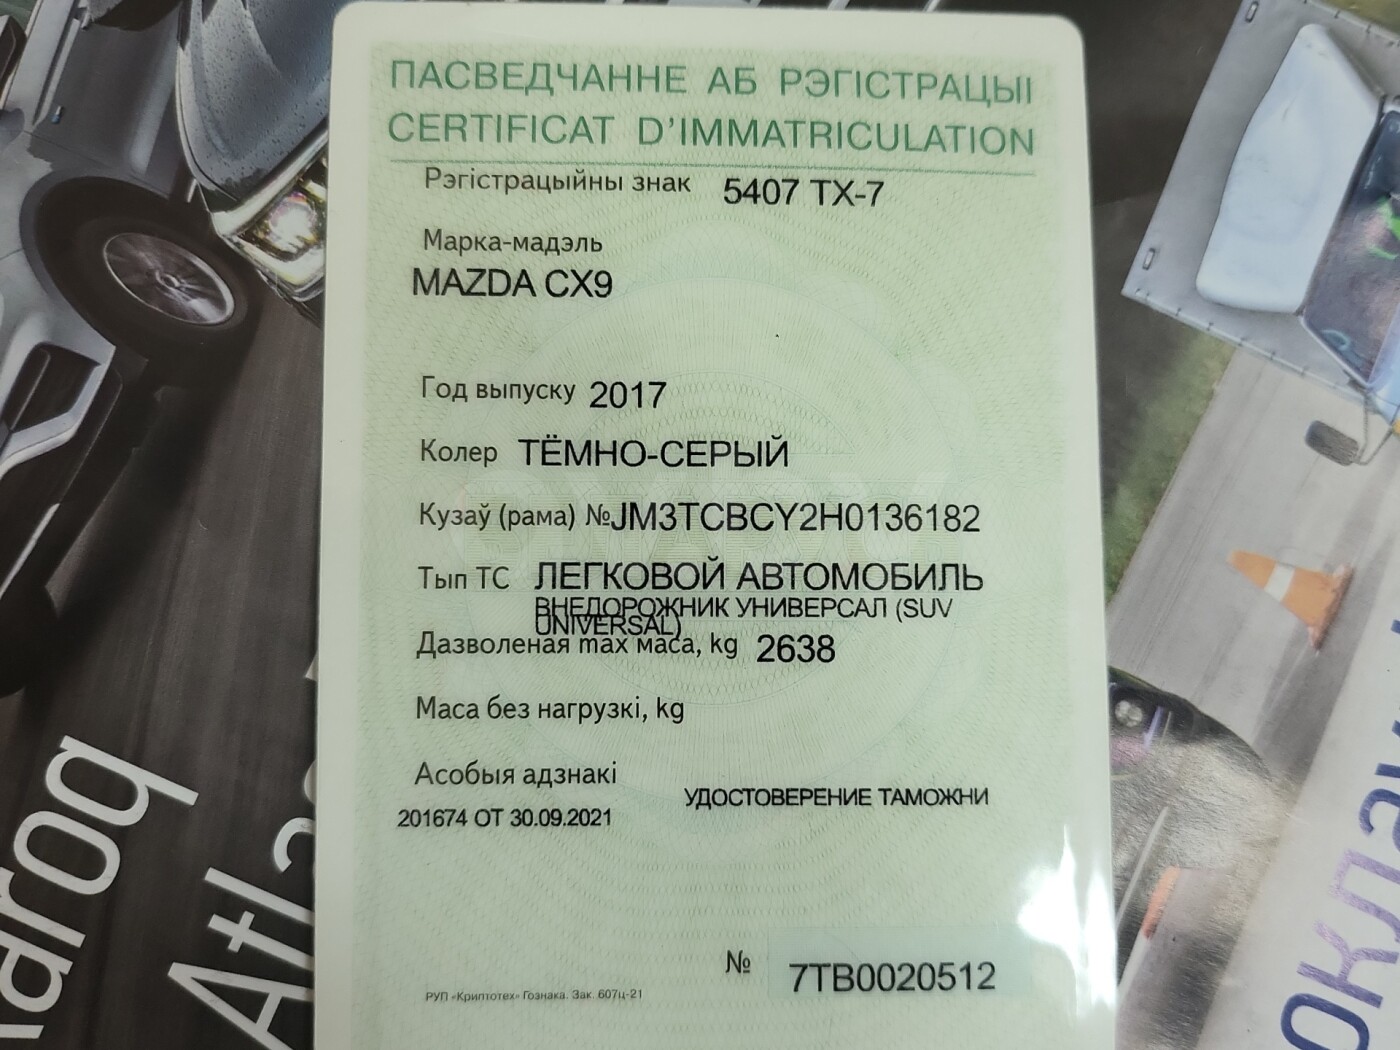 ПАСВЕДЧАННЕ АБ РЭГІСТРАЦЫІ
CERTIFICAT D'IMMATRICULATION
Рэгістрацыйны знак 5407 TX-7
Марка-мадэль
MAZDA CX9
Год выпуску 2017
Колер ТЁМНО-СЕРЫЙ
Кузаў (рама) №JM3TCBCY2H0136182
Тып ТС ЛЕГКОВОЙ АВТОМОБИЛЬ
ВНЕДОРОЖНИК УНИВЕРСАЛ (SUV
UNIVERSAL)
Дазволеная max маса, kg 2638
Маса без нагрузкі, kg
Асобыя адзнакі
УДОСТОВЕРЕНИЕ ТАМОЖНИ
201674 ОТ 30.09.2021
№ 7TB0020512
РУП «Криптотех» Гознака. Зак. 607ц-21